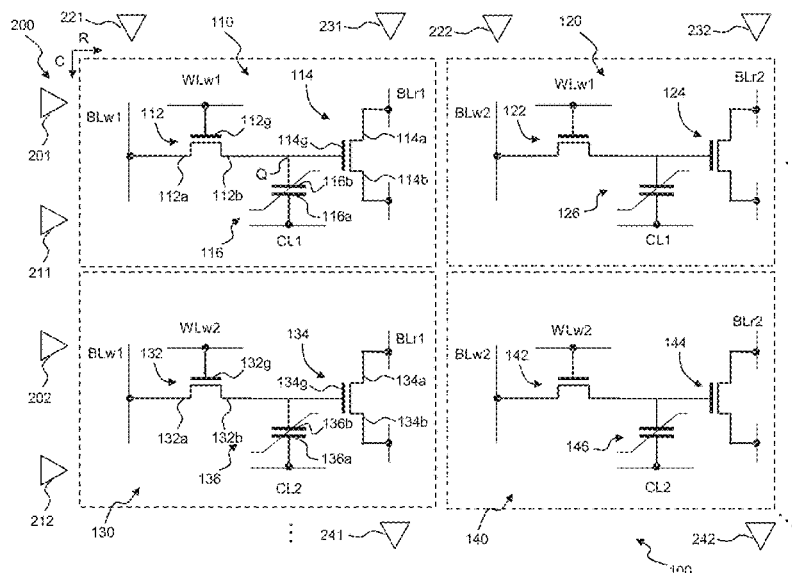 221 110 231 222 120 232
200 R
C
WLw1 BLr1 WLw1 BLr2
BLw1 112 112g 114 BLw2 122 124
201 114g 114a
112a 112b Q 116b 114b
116 116a 126
211 CL1 CL1
WLw2 BLr1 WLw2 BLr2
BLw1 132 132g 134 BLw2 142 144
202 134g 134a
132a 132b 136b 134b
136 136a 146
212 CL2 CL2
130 ⋮ 241 140 242
100